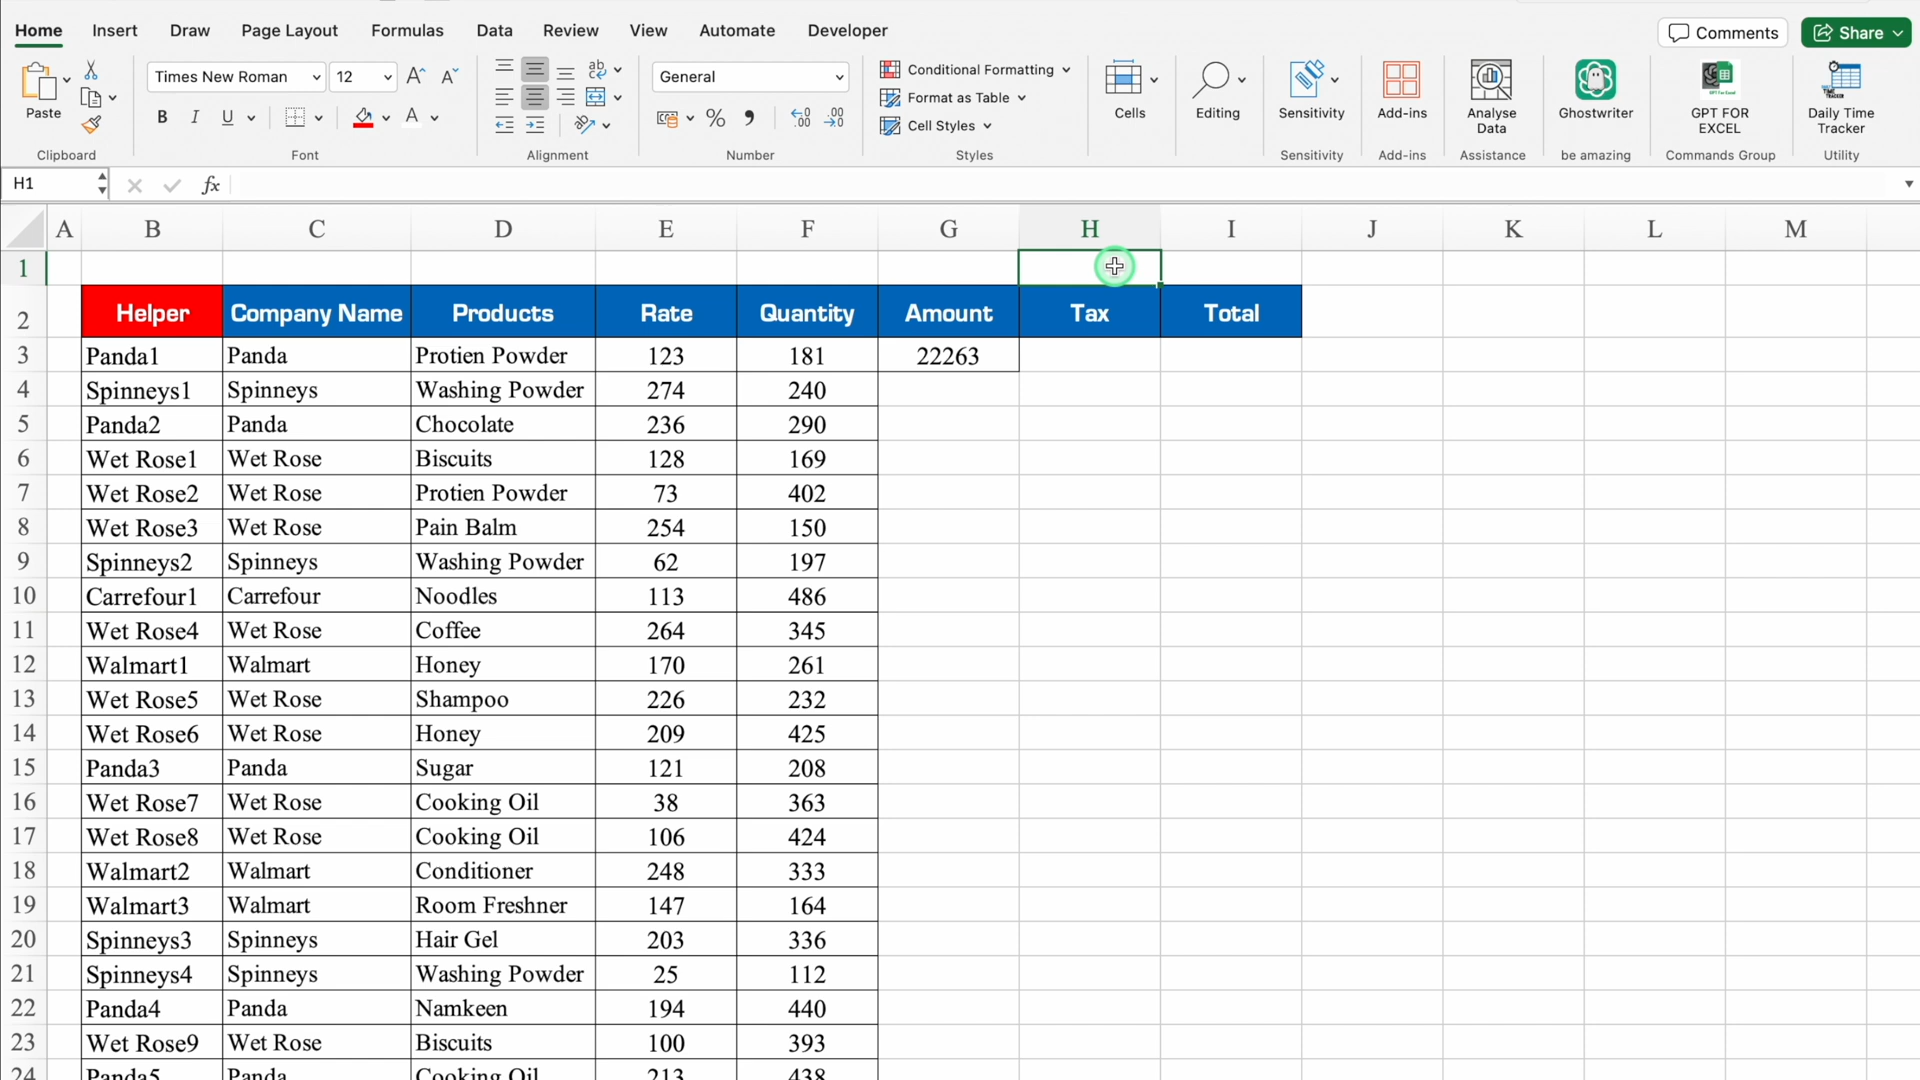 Home Insert Draw Page Layout Formulas Data Review View Automate Developer Comments Share
Times New Roman 12 General Conditional Formatting
Format as Table
Cell Styles
Paste Cells Editing Sensitivity Add-ins Analyse Data Ghostwriter GPT FOR EXCEL Daily Time Tracker
Clipboard Font Alignment Number Styles Sensitivity Add-ins Assistance be amazing Commands Group Utility
H1 fx
A B C D E F G H I J K L M
1
2 Helper Company Name Products Rate Quantity Amount Tax Total
3 Panda1 Panda Protien Powder 123 181 22263
4 Spinneys1 Spinneys Washing Powder 274 240
5 Panda2 Panda Chocolate 236 290
6 Wet Rose1 Wet Rose Biscuits 128 169
7 Wet Rose2 Wet Rose Protien Powder 73 402
8 Wet Rose3 Wet Rose Pain Balm 254 150
9 Spinneys2 Spinneys Washing Powder 62 197
10 Carrefour1 Carrefour Noodles 113 486
11 Wet Rose4 Wet Rose Coffee 264 345
12 Walmart1 Walmart Honey 170 261
13 Wet Rose5 Wet Rose Shampoo 226 232
14 Wet Rose6 Wet Rose Honey 209 425
15 Panda3 Panda Sugar 121 208
16 Wet Rose7 Wet Rose Cooking Oil 38 363
17 Wet Rose8 Wet Rose Cooking Oil 106 424
18 Walmart2 Walmart Conditioner 248 333
19 Walmart3 Walmart Room Freshner 147 164
20 Spinneys3 Spinneys Hair Gel 203 336
21 Spinneys4 Spinneys Washing Powder 25 112
22 Panda4 Panda Namkeen 194 440
23 Wet Rose9 Wet Rose Biscuits 100 393
24 Panda5 Panda Cooking Oil 213 438